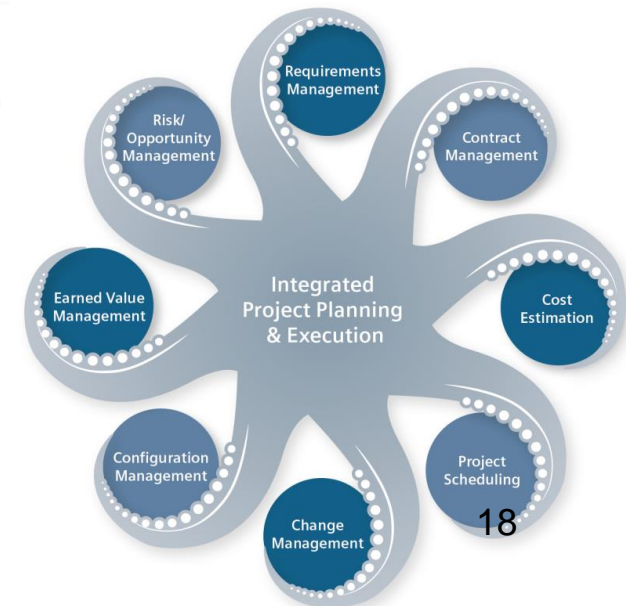 Requirements
Management
Contract
Management
Cost
Estimation
Project
Scheduling
18
Change
Management
Configuration
Management
Earned Value
Management
Risk/
Opportunity
Management
Integrated
Project Planning
& Execution